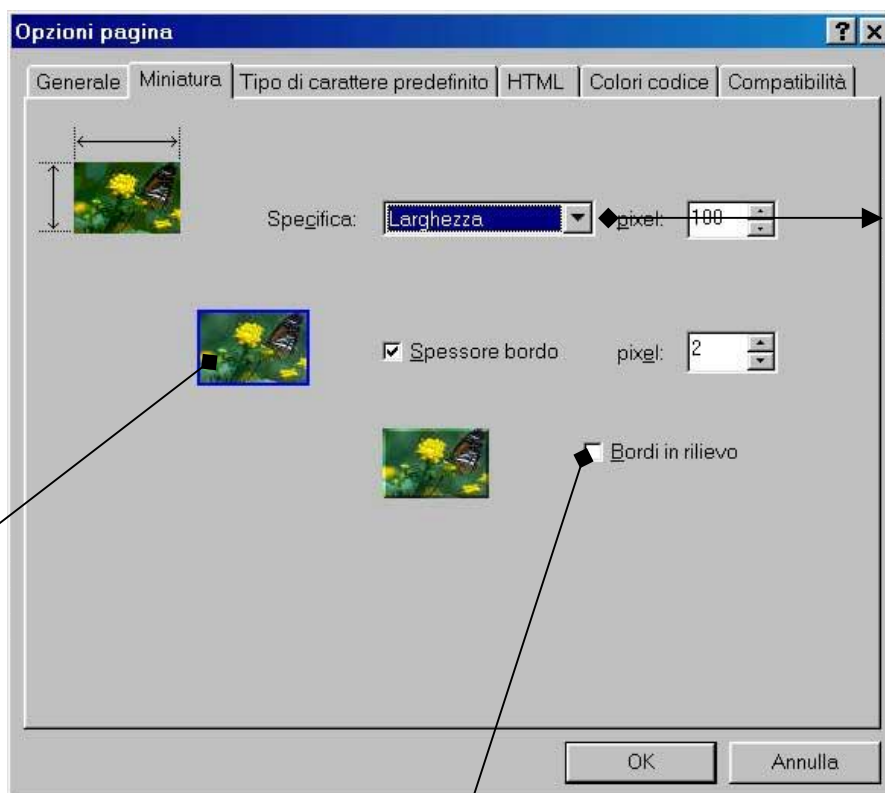 Opzioni pagina
Generale Miniatura Tipo di carattere predefinito HTML Colori codice Compatibilità
Specifica: Larghezza pixel: 100
Spessore bordo pixel: 2
Bordi in rilievo
OK Annulla